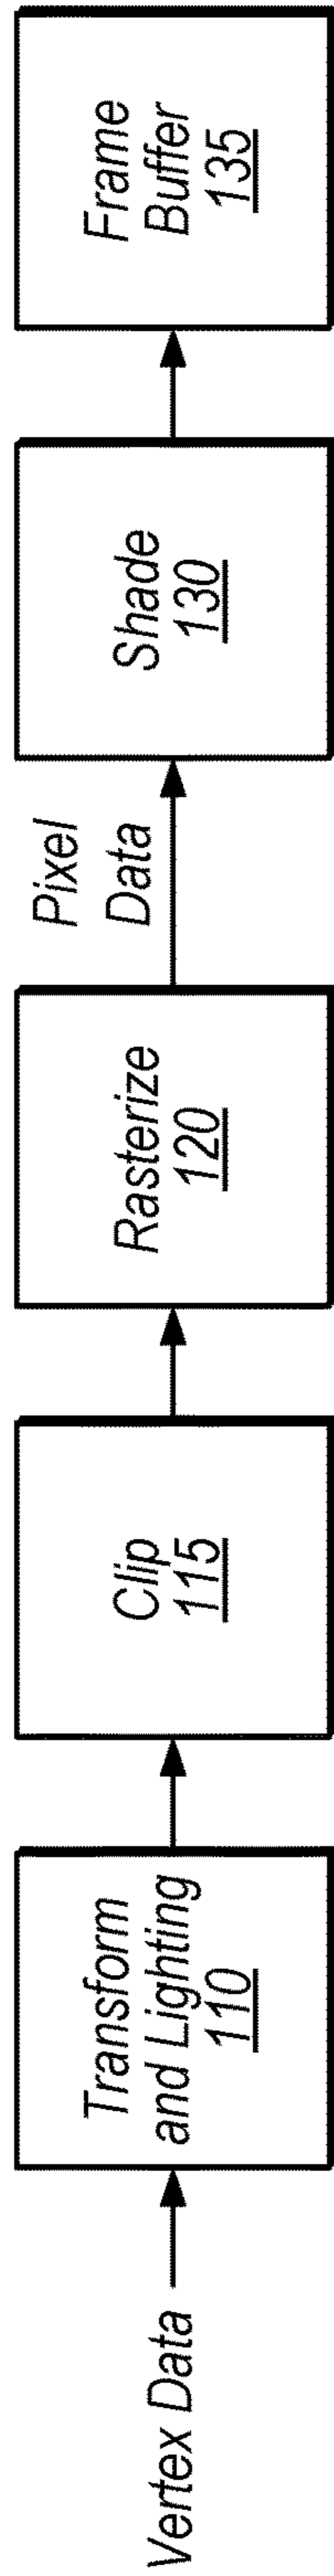 Vertex Data
Transform
and Lighting
110
Clip
115
Rasterize
120
Pixel
Data
Shade
130
Frame
Buffer
135